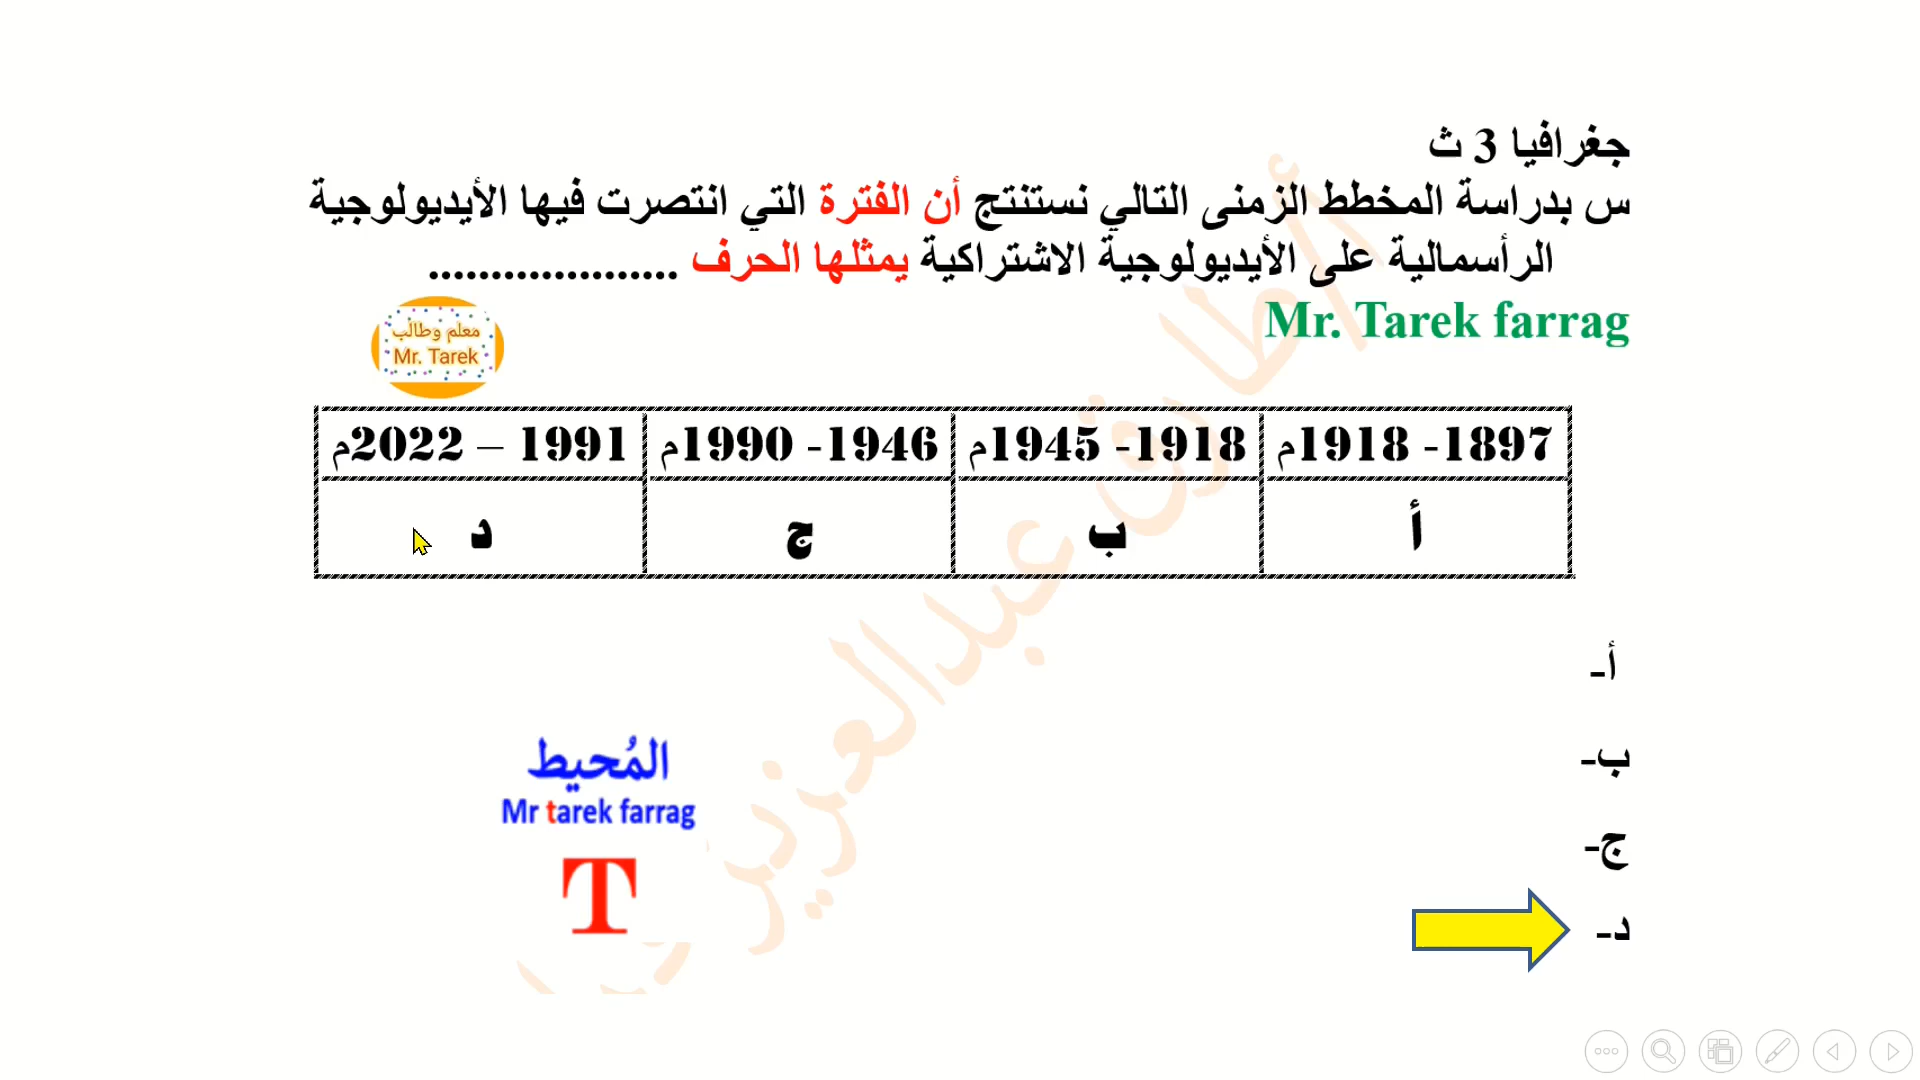 جغرافيا 3 ث
س بدراسة المخطط الزمنى التالي نستنتج أن الفترة التي انتصرت فيها الأيديولوجية
الرأسمالية على الأيديولوجية الاشتراكية يمثلها الحرف ....................
Mr. Tarek farrag
معلم وطالب
Mr. Tarek
1897- 1918م
1918- 1945م
1946- 1990م
1991 – 2022م
أ
ب
ج
د
أ-
ب-
ج-
د-
المُحيط
Mr tarek farrag
T
أ/طارق عبدالعزيز